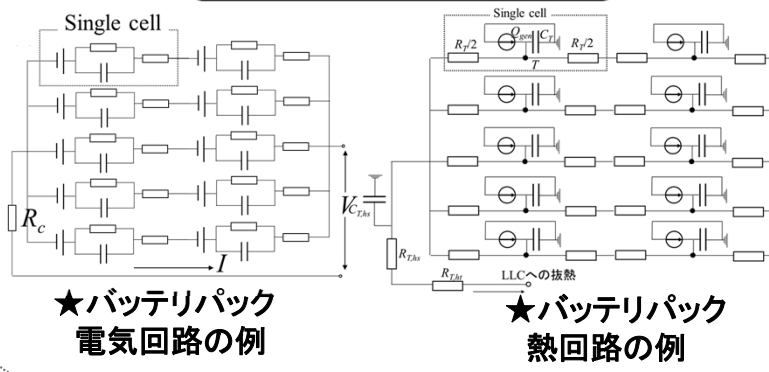 Single cell
R_c
I
V
★バッテリパック
電気回路の例
Single cell
R_T/2
Q_gen
C_T
R_T/2
T
C_T,hs
R_T,hs
R_T,ht
LLCへの抜熱
★バッテリパック
熱回路の例